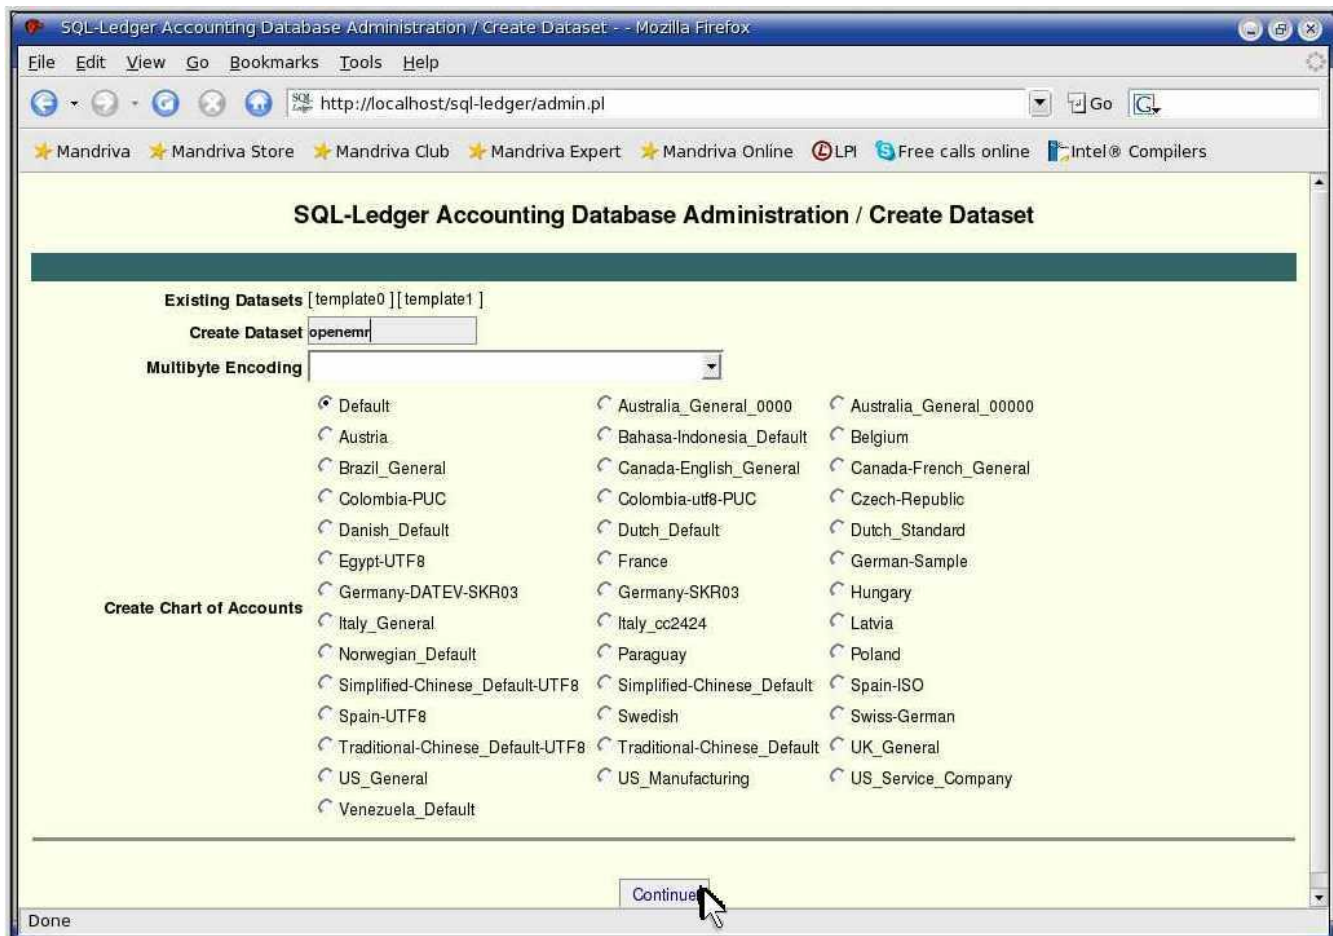 SQL-Ledger Accounting Database Administration / Create Dataset - - Mozilla Firefox
File Edit View Go Bookmarks Tools Help
SQL http://localhost/sql-ledger/admin.pl Go G
Mandriva Mandriva Store Mandriva Club Mandriva Expert Mandriva Online LPI Free calls online Intel® Compilers
SQL-Ledger Accounting Database Administration / Create Dataset
Existing Datasets [ template0 ] [ template1 ]
Create Dataset openemr
Multibyte Encoding
Default Australia_General_0000 Australia_General_00000
Austria Bahasa-Indonesia_Default Belgium
Brazil_General Canada-English_General Canada-French_General
Colombia-PUC Colombia-utf8-PUC Czech-Republic
Danish_Default Dutch_Default Dutch_Standard
Egypt-UTF8 France German-Sample
Germany-DATEV-SKR03 Germany-SKR03 Hungary
Create Chart of Accounts
Italy_General Italy_cc2424 Latvia
Norwegian_Default Paraguay Poland
Simplified-Chinese_Default-UTF8 Simplified-Chinese_Default Spain-ISO
Spain-UTF8 Swedish Swiss-German
Traditional-Chinese_Default-UTF8 Traditional-Chinese_Default UK_General
US_General US_Manufacturing US_Service_Company
Venezuela_Default
Continue
Done